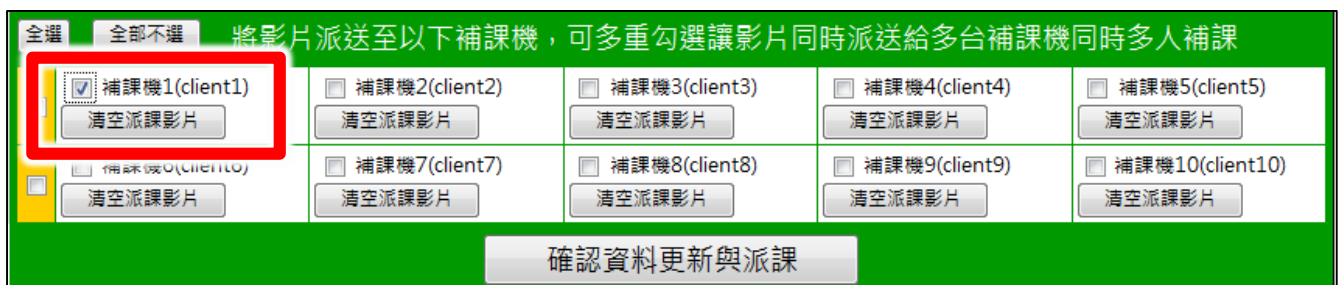 全選 全部不選 將影片派送至以下補課機，可多重勾選讓影片同時派送給多台補課機同時多人補課
補課機1(client1) 補課機2(client2) 補課機3(client3) 補課機4(client4) 補課機5(client5)
清空派課影片 清空派課影片 清空派課影片 清空派課影片 清空派課影片
補課機6(client6) 補課機7(client7) 補課機8(client8) 補課機9(client9) 補課機10(client10)
清空派課影片 清空派課影片 清空派課影片 清空派課影片 清空派課影片
確認資料更新與派課